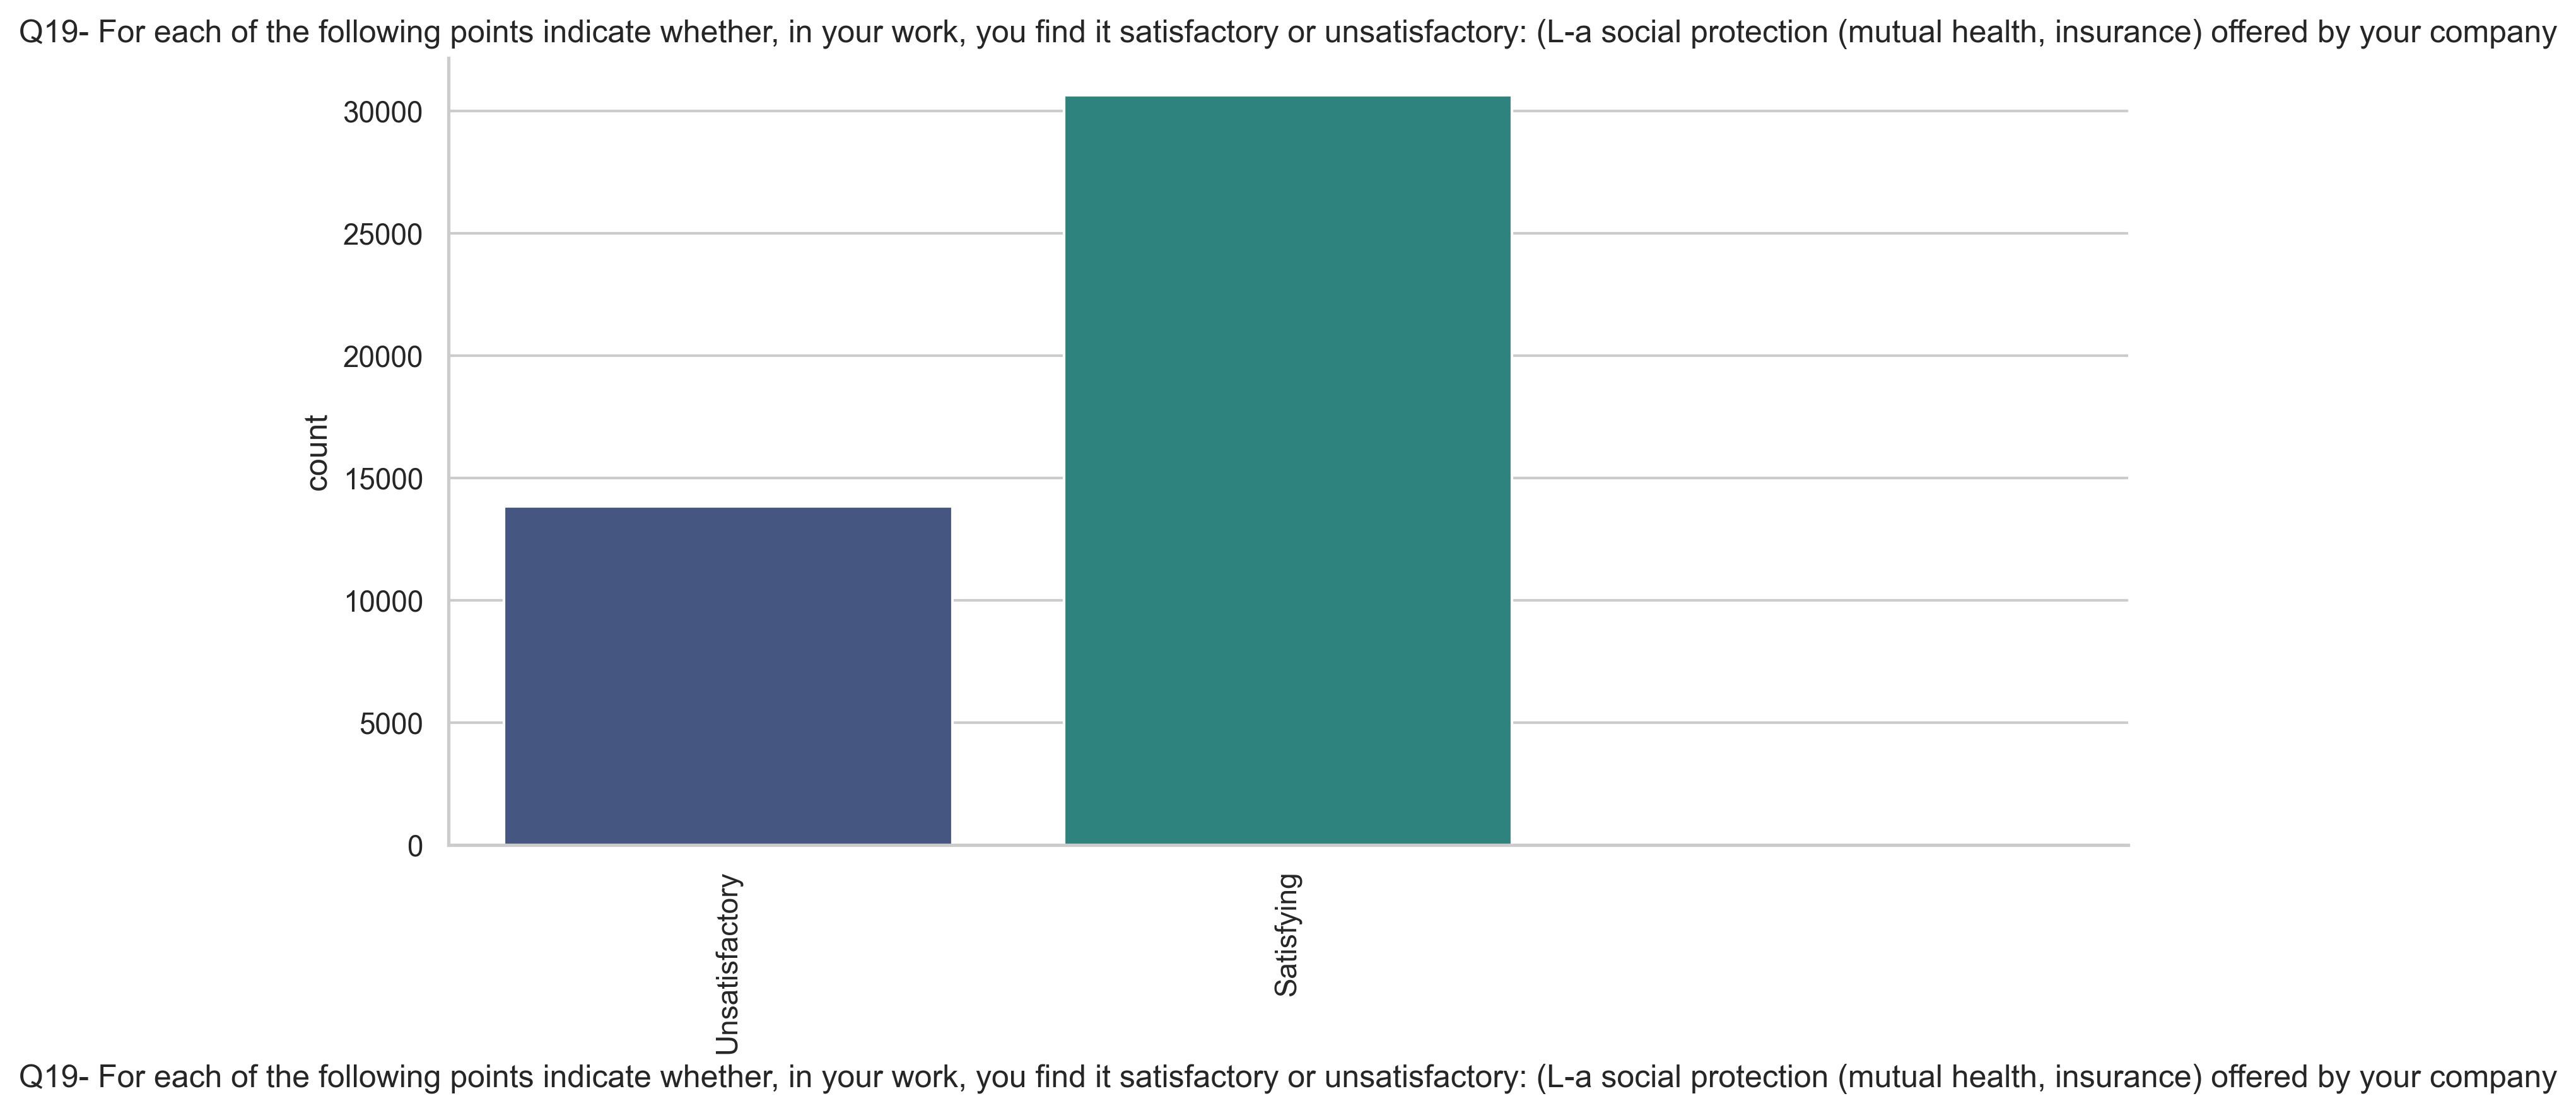 Q19- For each of the following points indicate whether, in your work, you find it satisfactory or unsatisfactory: (L-a social protection (mutual health, insurance) offered by your company
30000
25000
20000
15000
10000
5000
0
count
Unsatisfactory
Satisfying
Q19- For each of the following points indicate whether, in your work, you find it satisfactory or unsatisfactory: (L-a social protection (mutual health, insurance) offered by your company